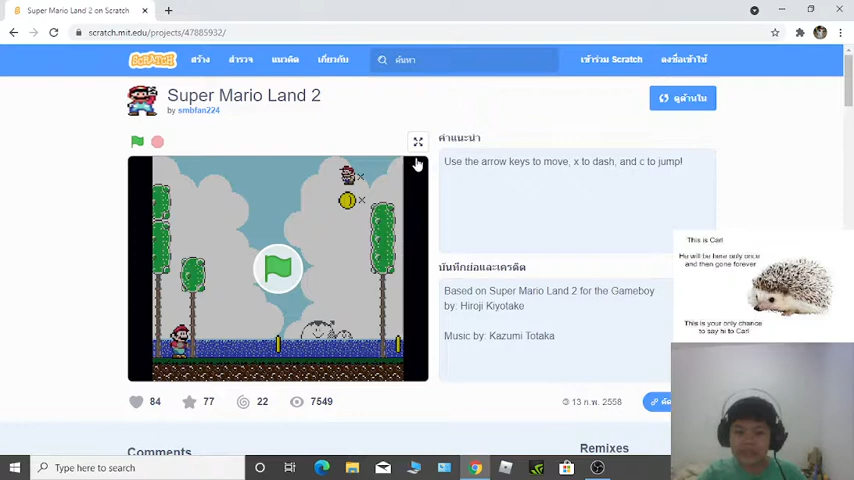 Super Mario Land 2 on Scratch
scratch.mit.edu/projects/47885932/
SCRATCH
สร้าง
สำรวจ
แนวคิด
เกี่ยวกับ
ค้นหา
เข้าร่วม Scratch
ลงชื่อเข้าใช้
Super Mario Land 2
by smbfan224
ดูด้านใน
คำแนะนำ
Use the arrow keys to move, x to dash, and c to jump!
This is Carl
He will be here only once
and then gone forever
This is your only chance
to say hi to Carl
บันทึกย่อและเครดิต
Based on Super Mario Land 2 for the Gameboy
by: Hiroji Kiyotake
Music by: Kazumi Totaka
84
77
22
7549
13 ก.พ. 2558
Comments
Remixes
Type here to search